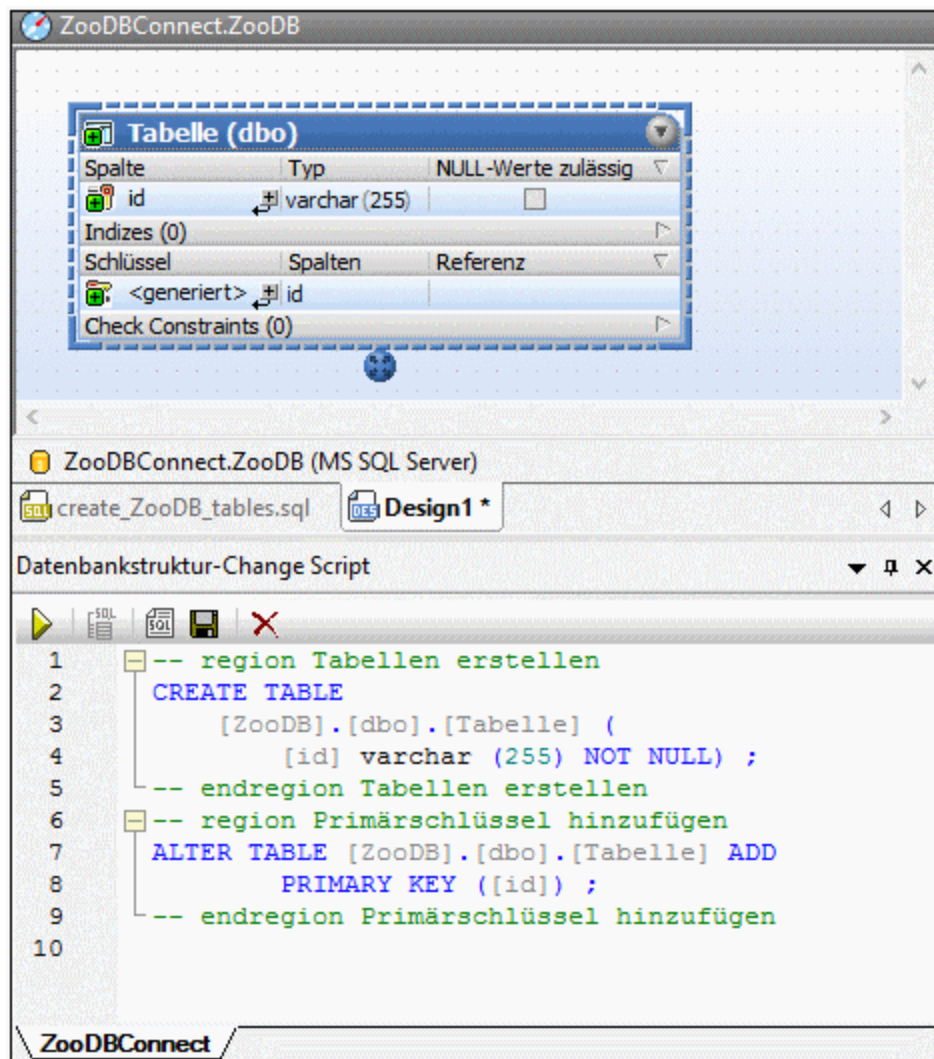 ZooDBConnect.ZooDB
Tabelle (dbo)
Spalte Typ NULL-Werte zulässig
id varchar (255)
Indizes (0)
Schlüssel Spalten Referenz
<generiert> id
Check Constraints (0)
ZooDBConnect.ZooDB (MS SQL Server)
create_ZooDB_tables.sql Design1 *
Datenbankstruktur-Change Script
1 -- region Tabellen erstellen
2 CREATE TABLE
3 [ZooDB].[dbo].[Tabelle] (
4 [id] varchar (255) NOT NULL) ;
5 -- endregion Tabellen erstellen
6 -- region Primärschlüssel hinzufügen
7 ALTER TABLE [ZooDB].[dbo].[Tabelle] ADD
8 PRIMARY KEY ([id]) ;
9 -- endregion Primärschlüssel hinzufügen
10
ZooDBConnect